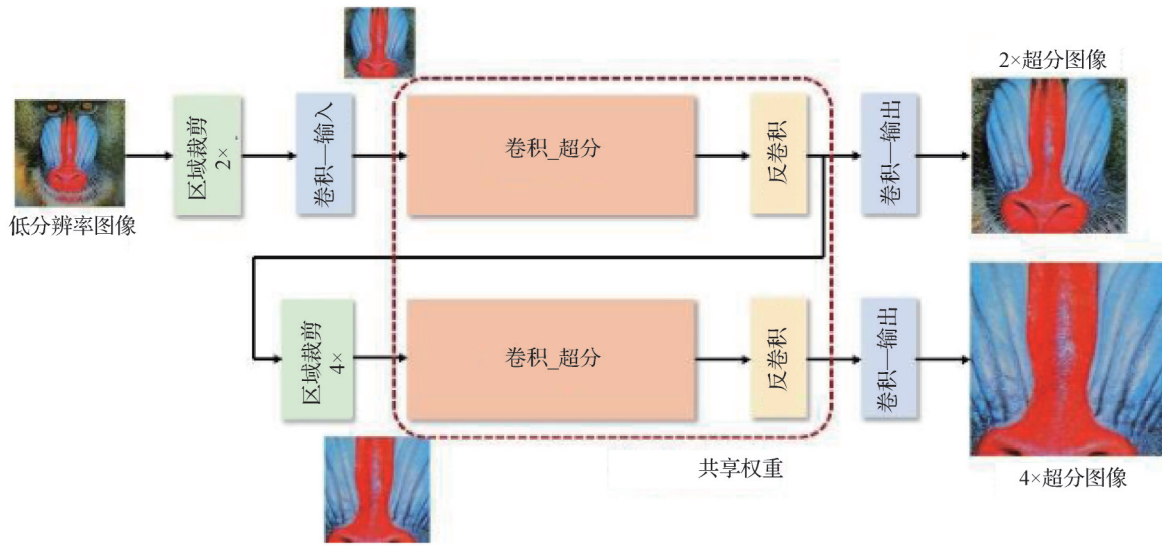 低分辨率图像
区域裁剪
2×
卷积—输入
卷积_超分
反卷积
卷积—输出
2×超分图像
区域裁剪
4×
卷积_超分
反卷积
卷积—输出
4×超分图像
共享权重